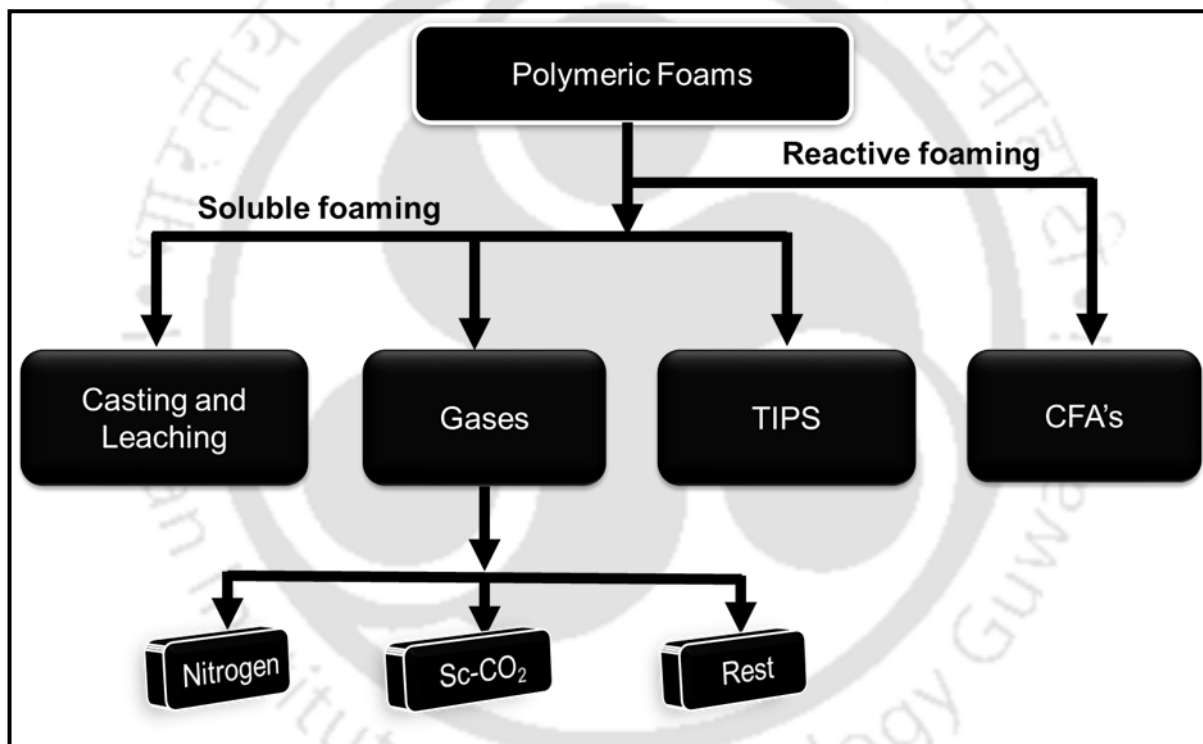 Polymeric Foams
Reactive foaming
Soluble foaming
Casting and
Leaching
Gases
TIPS
CFA's
Nitrogen
Sc-CO₂
Rest